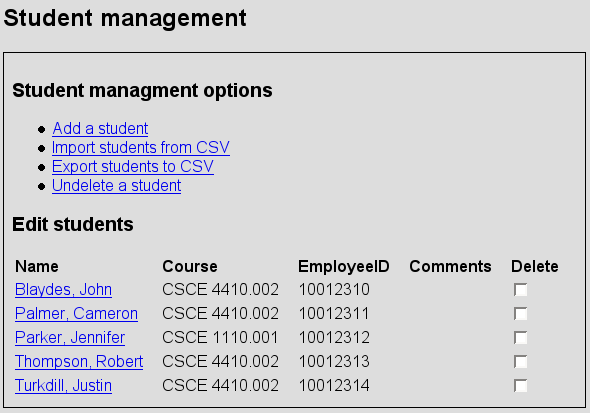 Student management
Student managment options
Add a student
Import students from CSV
Export students to CSV
Undelete a student
Edit students
Name Course EmployeeID Comments Delete
Blaydes, John CSCE 4410.002 10012310
Palmer, Cameron CSCE 4410.002 10012311
Parker, Jennifer CSCE 1110.001 10012312
Thompson, Robert CSCE 4410.002 10012313
Turkdill, Justin CSCE 4410.002 10012314